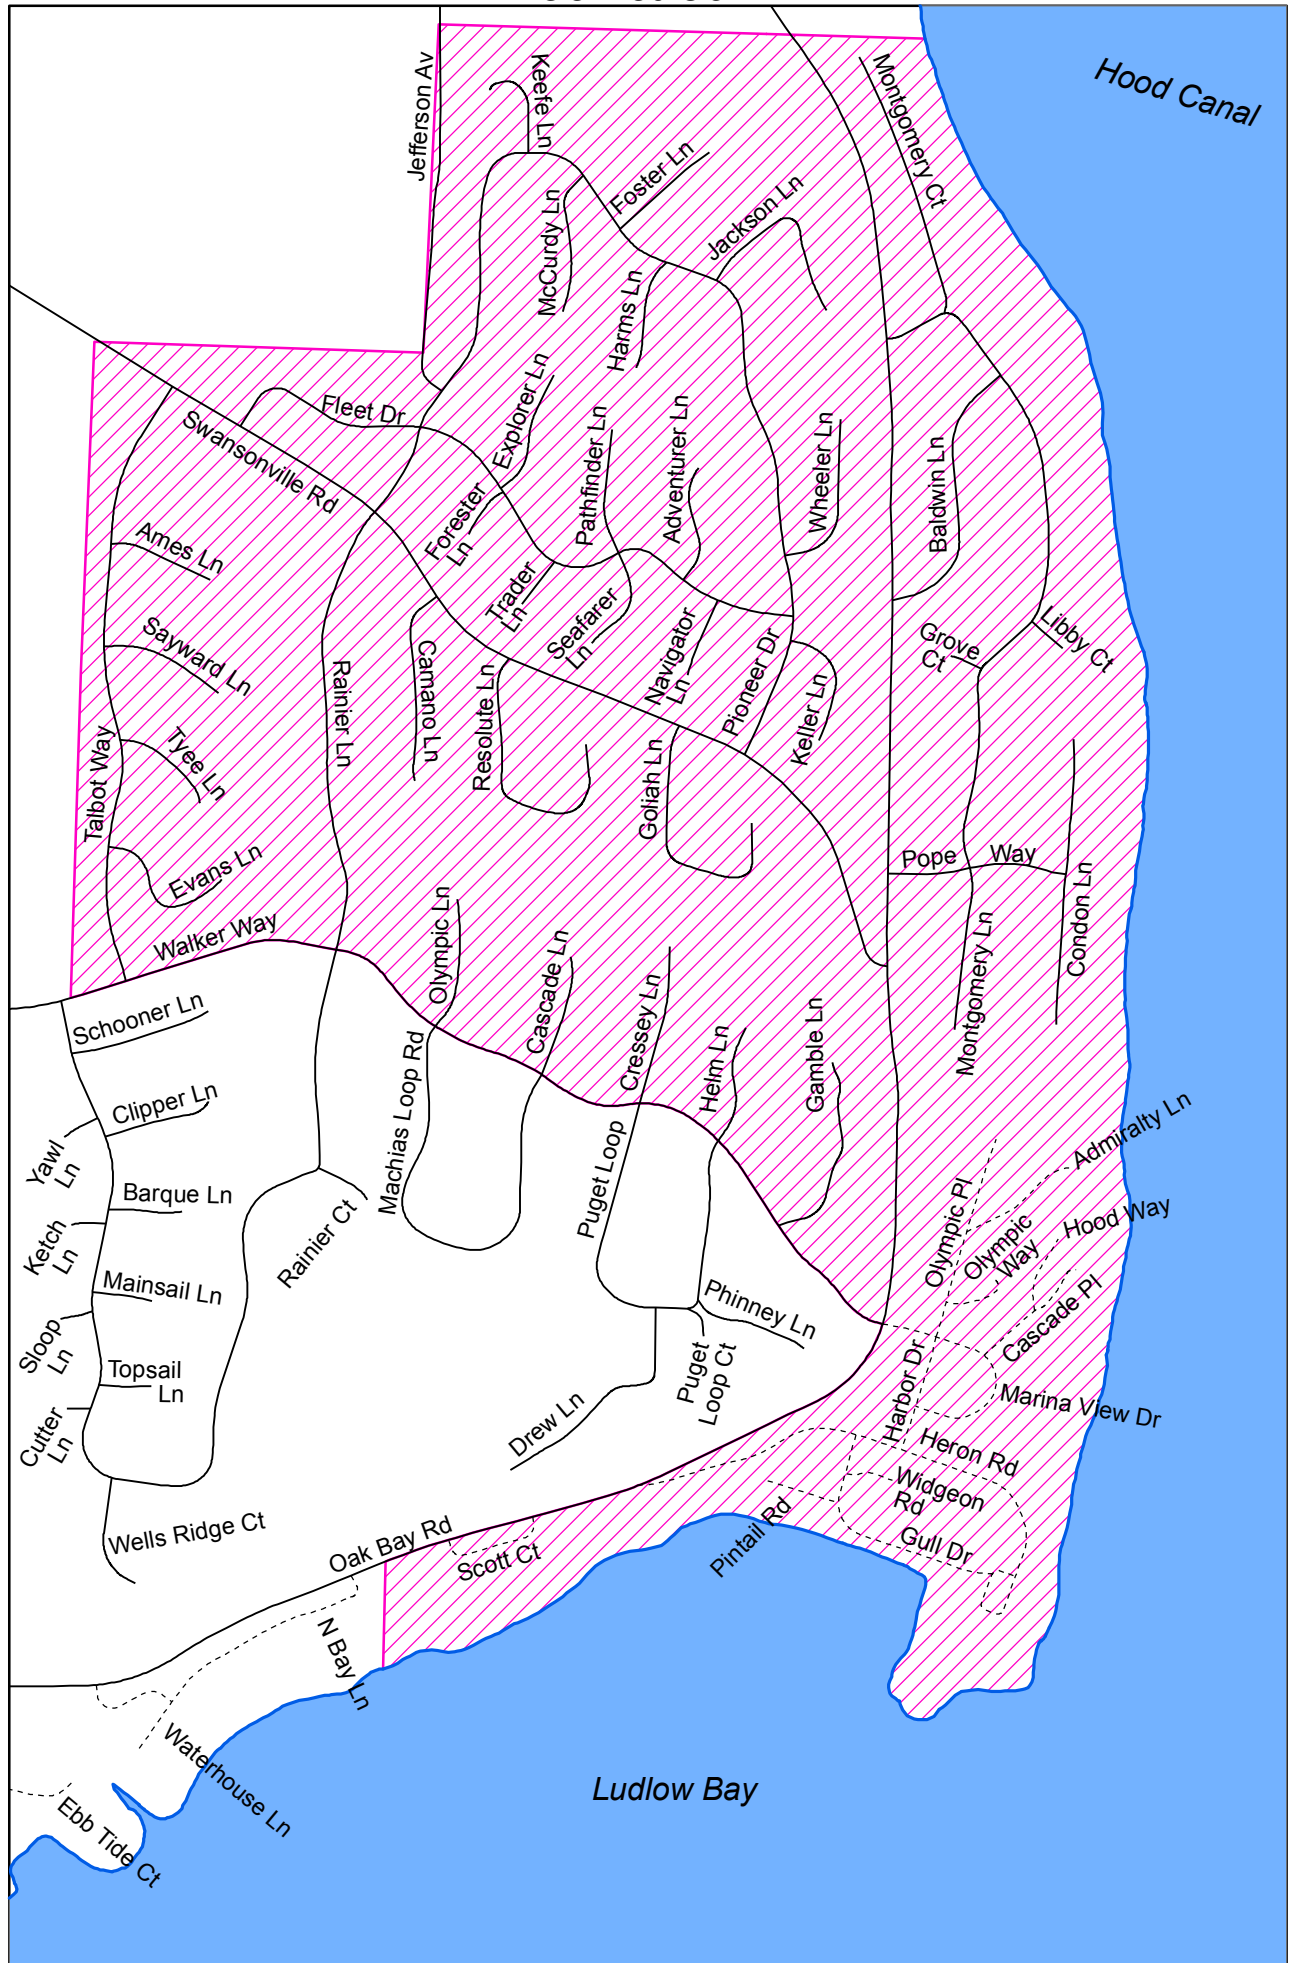 Hood Canal
Jefferson Av
Keefe Ln
Montgomery Ct
Foster Ln
Jackson Ln
McCurdy Ln
Harms Ln
Explorer Ln
Fleet Dr
Swansonville Rd
Pathfinder Ln
Adventurer Ln
Wheeler Ln
Baldwin Ln
Forester
Ln
Ames Ln
Trader
Ln
Seafarer
Ln
Navigator
Ln
Pioneer Dr
Keller Ln
Grove
Ct
Libby Ct
Sayward Ln
Rainier Ln
Camano Ln
Resolute Ln
Goliah Ln
Talbot Way
Tyee Ln
Evans Ln
Pope Way
Condon Ln
Montgomery Ln
Walker Way
Olympic Ln
Cascade Ln
Cressey Ln
Helm Ln
Gamble Ln
Schooner Ln
Clipper Ln
Yawl
Ln
Machias Loop Rd
Puget Loop
Admiralty Ln
Barque Ln
Ketch
Ln
Rainier Ct
Olympic Pl
Olympic
Way
Hood Way
Mainsail Ln
Phinney Ln
Cascade Pl
Sloop
Ln
Topsail
Ln
Puget
Loop Ct
Harbor Dr
Marina View Dr
Cutter
Ln
Drew Ln
Heron Rd
Widgeon
Rd
Wells Ridge Ct
Oak Bay Rd
Scott Ct
Pintail Rd
Gull Dr
N Bay Ln
Waterhouse Ln
Ludlow Bay
Ebb Tide Ct